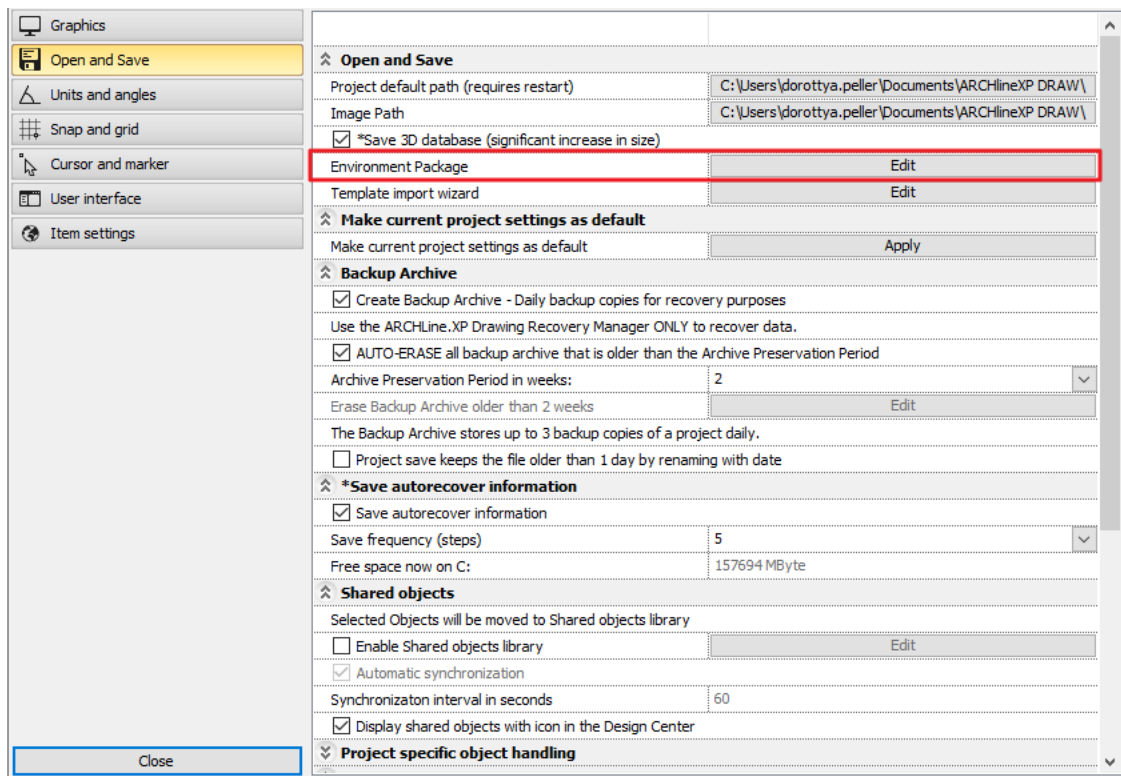 Graphics
Open and Save
Units and angles
Snap and grid
Cursor and marker
User interface
Item settings
Close
Open and Save
Project default path (requires restart) C:\Users\dorottya.peller\Documents\ARCHlineXP DRAW\
Image Path C:\Users\dorottya.peller\Documents\ARCHlineXP DRAW\
*Save 3D database (significant increase in size)
Environment Package Edit
Template import wizard Edit
Make current project settings as default
Make current project settings as default Apply
Backup Archive
Create Backup Archive - Daily backup copies for recovery purposes
Use the ARCHLine.XP Drawing Recovery Manager ONLY to recover data.
AUTO-ERASE all backup archive that is older than the Archive Preservation Period
Archive Preservation Period in weeks: 2
Erase Backup Archive older than 2 weeks Edit
The Backup Archive stores up to 3 backup copies of a project daily.
Project save keeps the file older than 1 day by renaming with date
*Save autorecover information
Save autorecover information
Save frequency (steps) 5
Free space now on C: 157694 MByte
Shared objects
Selected Objects will be moved to Shared objects library
Enable Shared objects library Edit
Automatic synchronization
Synchronizaton interval in seconds 60
Display shared objects with icon in the Design Center
Project specific object handling